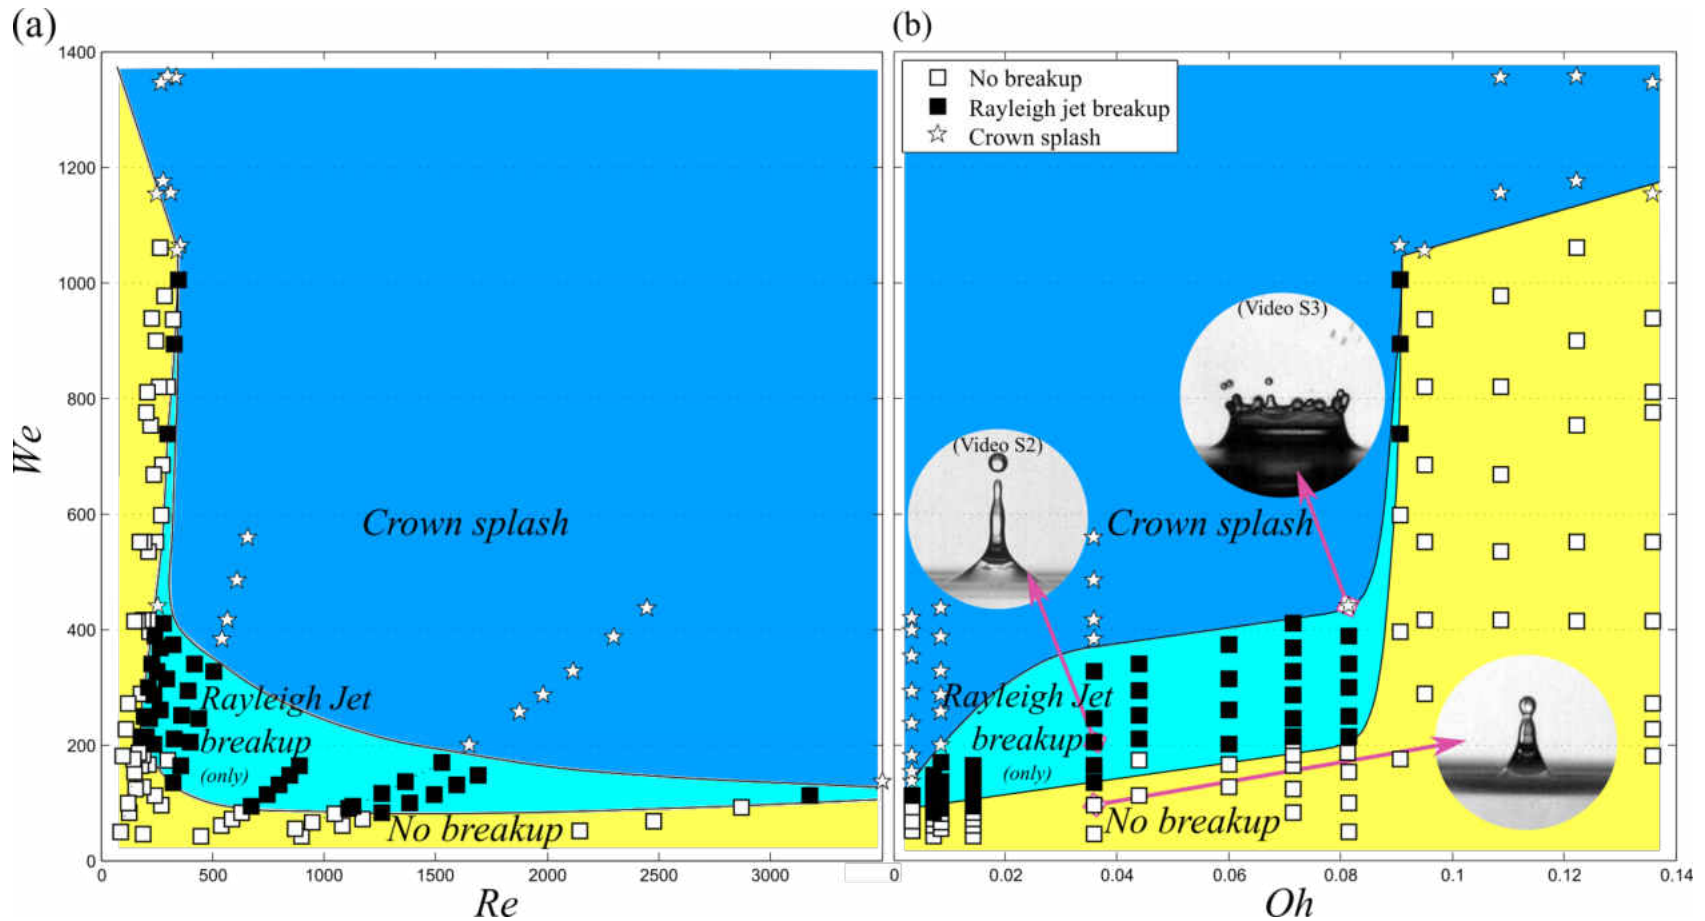 (a)
(b)
1400
1200
1000
800
600
400
200
0
We
Crown splash
Rayleigh Jet
breakup
(only)
No breakup
0
500
1000
1500
2000
2500
3000
Re
No breakup
Rayleigh jet breakup
Crown splash
(Video S3)
(Video S2)
Crown splash
Rayleigh Jet
breakup
(only)
No breakup
0
0.02
0.04
0.06
0.08
0.1
0.12
0.14
Oh